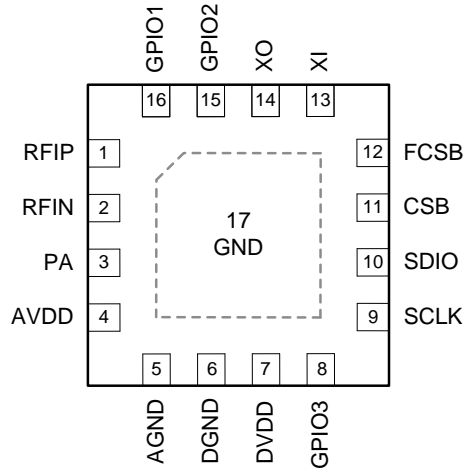 GPIO1
GPIO2
XO
XI
16
15
14
13
RFIP
1
12
FCSB
RFIN
2
11
CSB
17
GND
PA
3
10
SDIO
AVDD
4
9
SCLK
5
6
7
8
AGND
DGND
DVDD
GPIO3